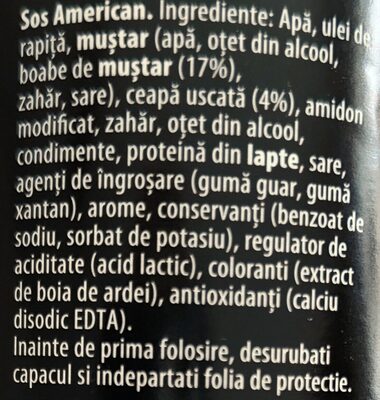 Sos American. Ingrediente: Apă, ulei de
rapiță, muștar (apă, oțet din alcool,
boabe de muștar (17%),
zahăr, sare), ceapă uscată (4%), amidon
modificat, zahăr, oțet din alcool,
condimente, proteină din lapte, sare,
agenți de îngroșare (gumă guar, gumă
xantan), arome, conservanți (benzoat de
sodiu, sorbat de potasiu), regulator de
aciditate (acid lactic), coloranti (extract
de boia de ardei), antioxidanți (calciu
disodic EDTA).
Inainte de prima folosire, desurubati
capacul si indepartati folia de protectie.